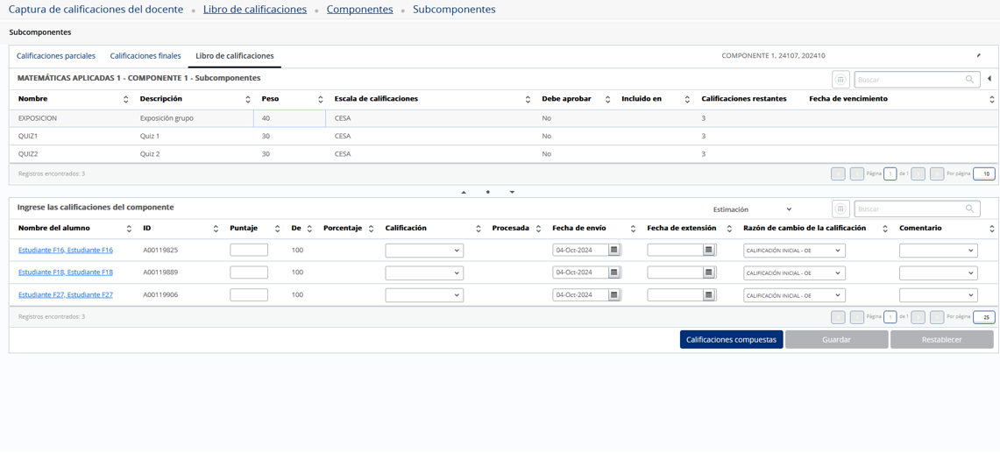 Captura de calificaciones del docente • Libro de calificaciones • Componentes • Subcomponentes
Subcomponentes
Calificaciones parciales Calificaciones finales Libro de calificaciones COMPONENTE 1, 24107, 202410
MATEMÁTICAS APLICADAS 1 - COMPONENTE 1 - Subcomponentes Buscar
Nombre Descripción Peso Escala de calificaciones Debe aprobar Incluido en Calificaciones restantes Fecha de vencimiento
EXPOSICION Exposición grupo 40 CESA No 3
QUIZ1 Quiz 1 30 CESA No 3
QUIZ2 Quiz 2 30 CESA No 3
Registros encontrados: 3 Página 1 de 1 Por página 10
Ingrese las calificaciones del componente Estimación Buscar
Nombre del alumno ID Puntaje De Porcentaje Calificación Procesada Fecha de envío Fecha de extensión Razón de cambio de la calificación Comentario
Estudiante F16, Estudiante F16 A00119825 100 04-Oct-2024 CALIFICACIÓN INICIAL - OE
Estudiante F18, Estudiante F18 A00119889 100 04-Oct-2024 CALIFICACIÓN INICIAL - OE
Estudiante F27, Estudiante F27 A00119906 100 04-Oct-2024 CALIFICACIÓN INICIAL - OE
Registros encontrados: 3 Página 1 de 1 Por página 25
Calificaciones compuestas Guardar Restablecer